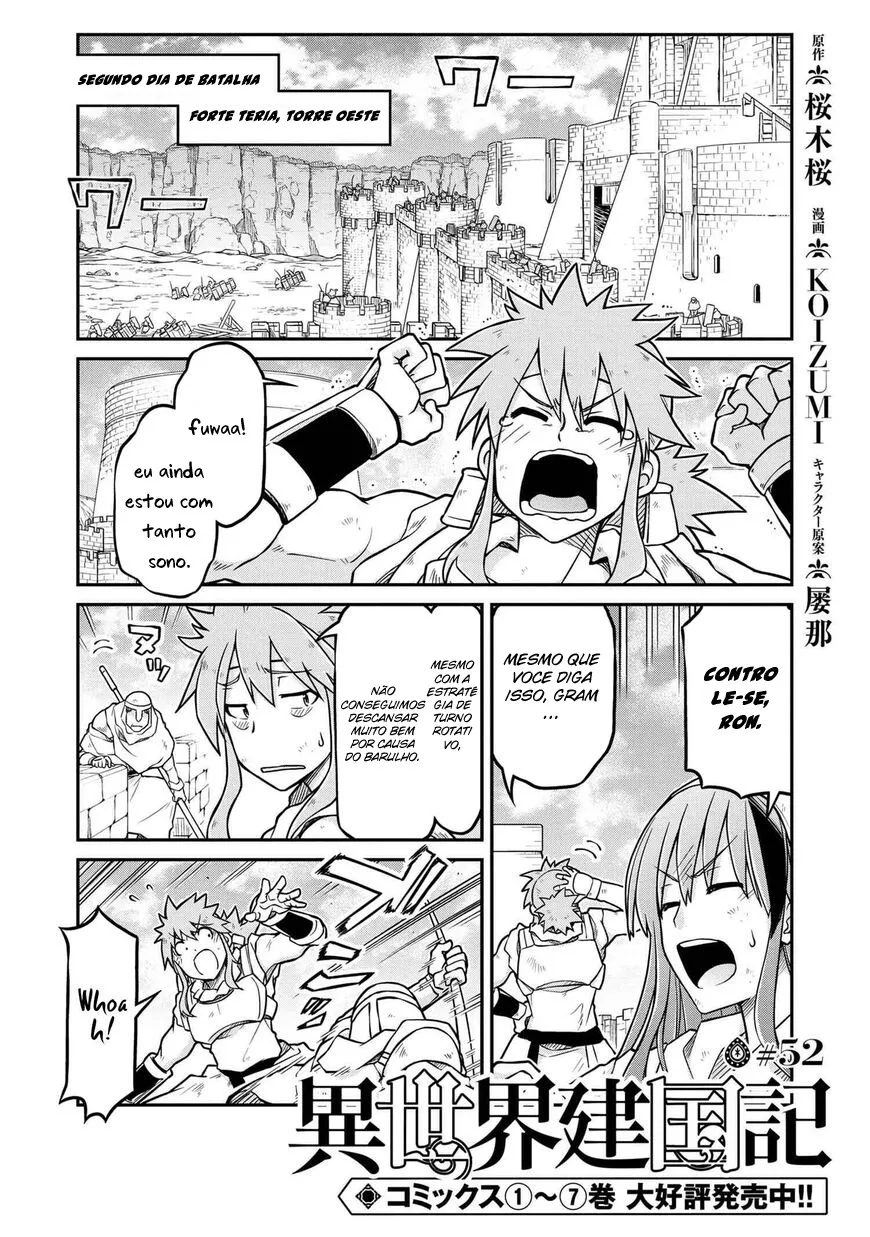 SEGUNDO DIA DE BATALHA
FORTE TERIA, TORRE OESTE
ワー
ワー
原作 桜木桜 漫画 KOIZUMI キャラクター原案 屡那
fuwaa!
eu ainda
estou com
tanto
sono.
CONTRO
LE-SE,
RON.
MESMO QUE
VOCE DIGA
ISSO, GRAM
...
MESMO
COM A
ESTRATÉ
GIA DE
TURNO
ROTATI
VO,
NÃO
CONSEGUIMOS
DESCANSAR
MUITO BEM
POR CAUSA
DO BARULHO.
ヌッ
Whoa
h!
#52
異世界建国記
コミックス①～⑦巻 大好評発売中!!